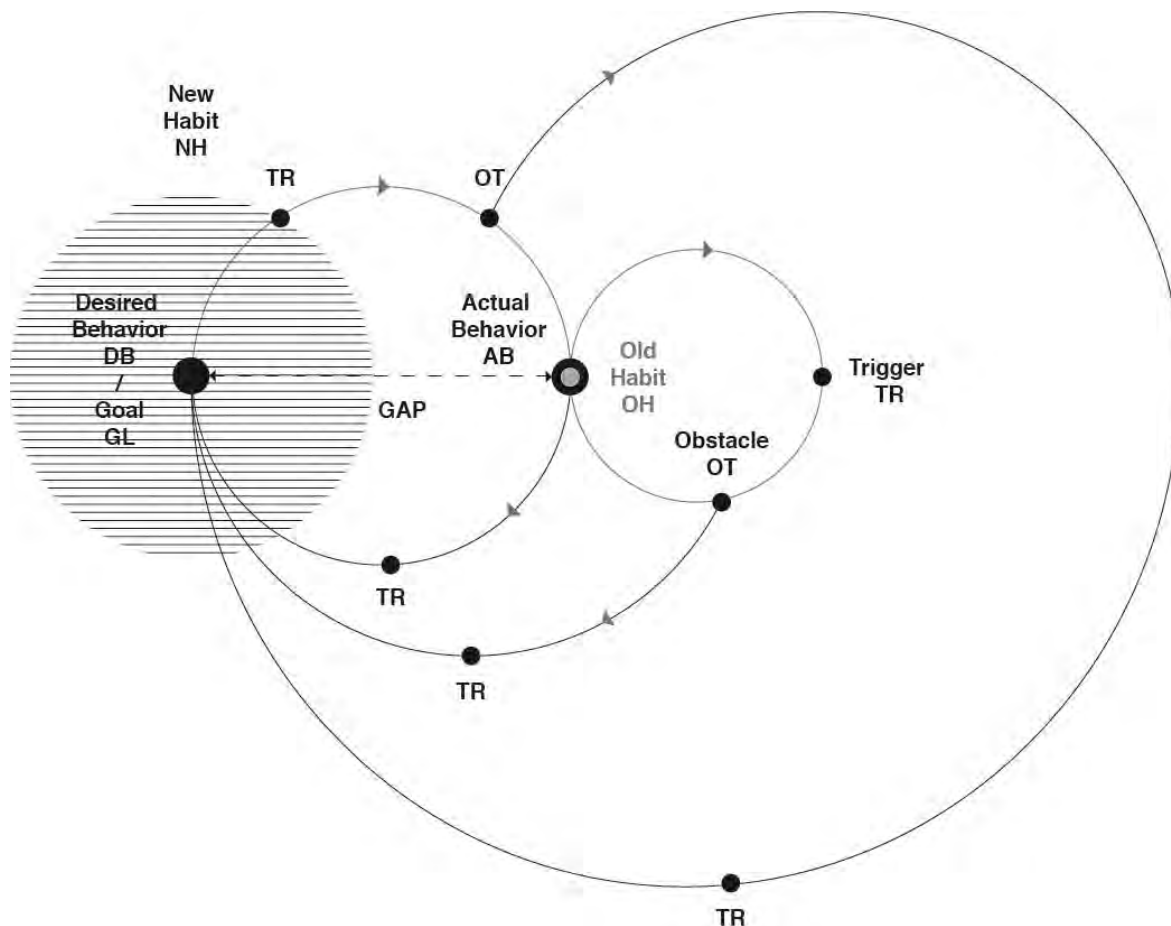 New
Habit
NH
TR
OT
Desired
Behavior
DB
/
Goal
GL
Actual
Behavior
AB
GAP
Old
Habit
OH
Trigger
TR
Obstacle
OT
TR
TR
TR